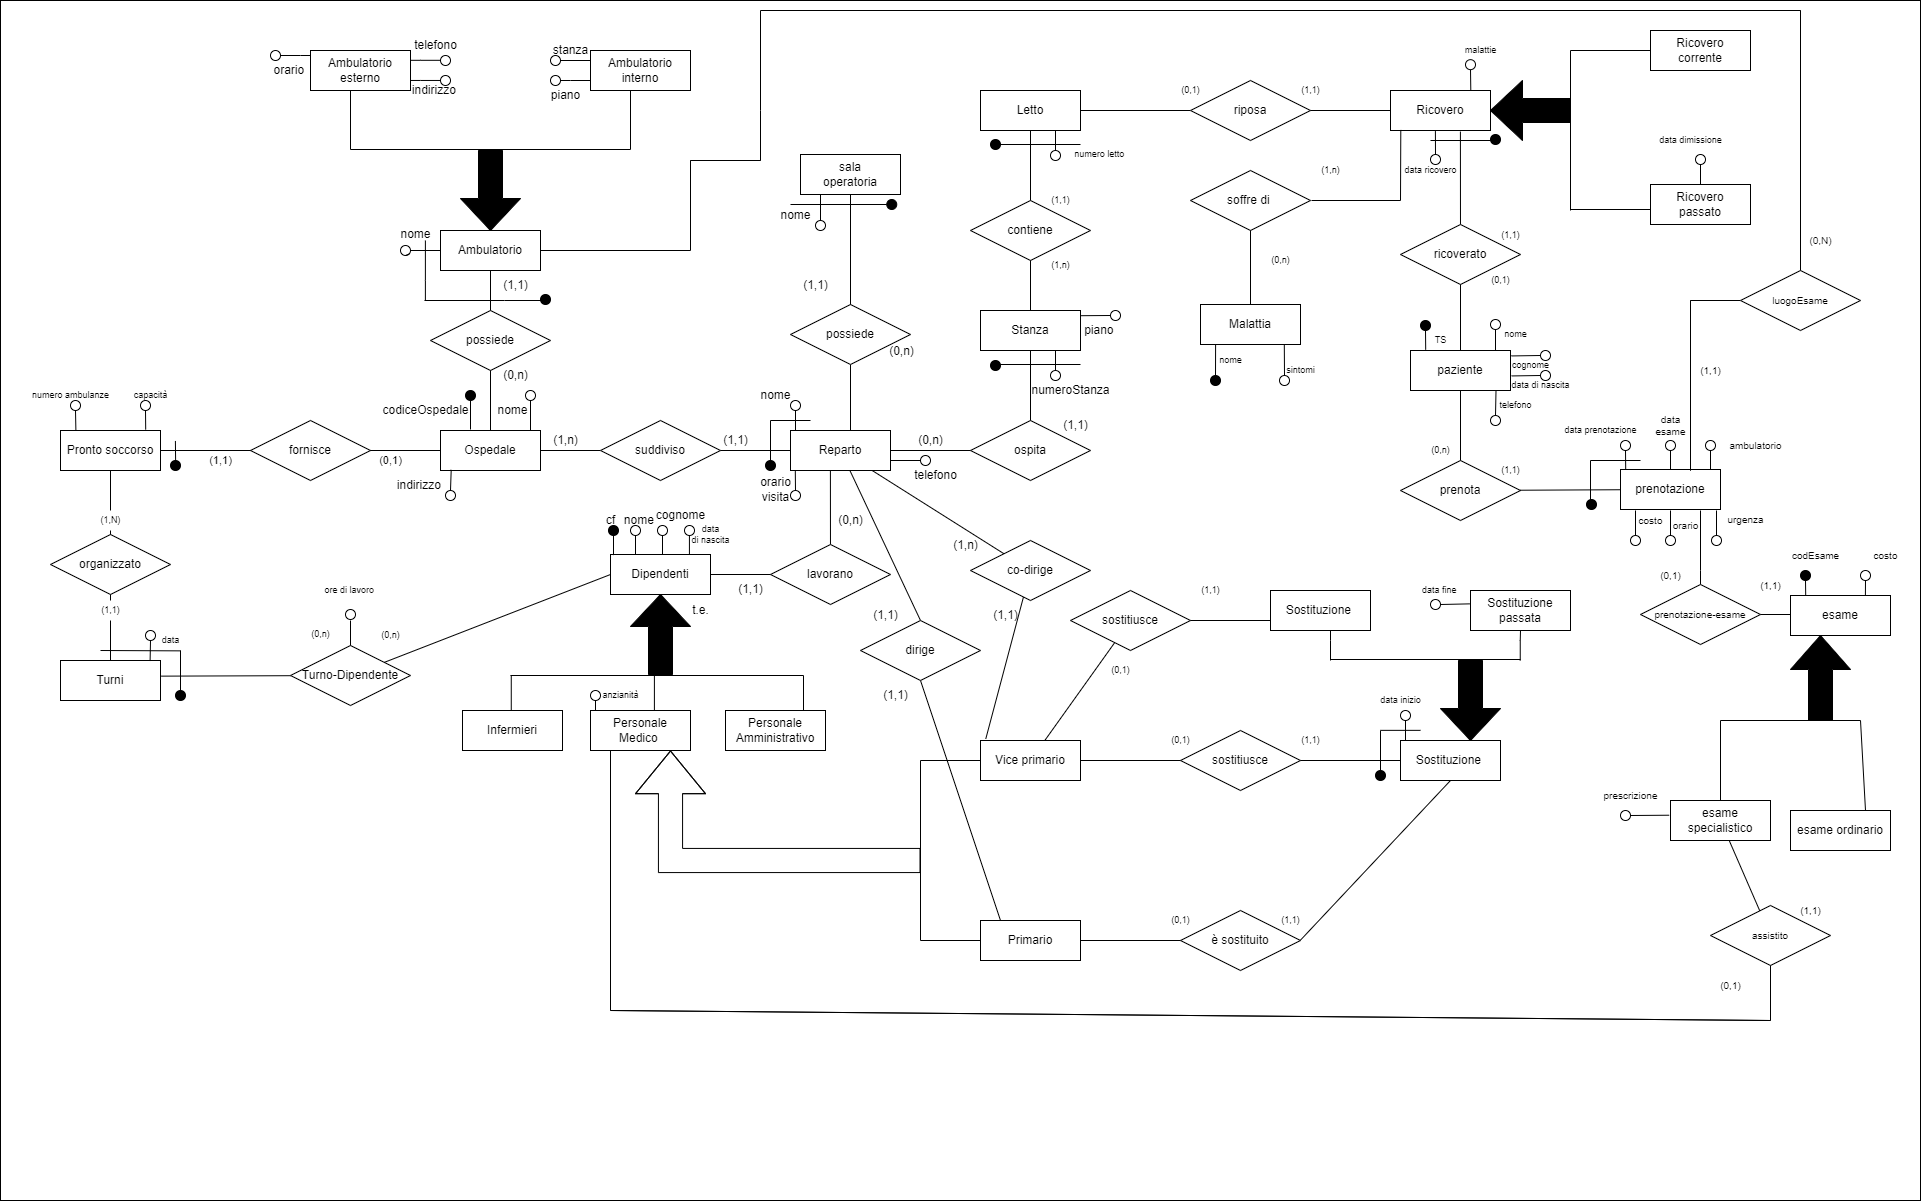 telefono
orario
Ambulatorio
esterno
indirizzo
stanza
piano
Ambulatorio
interno
Ricovero
corrente
malattie
Letto
(0,1)
riposa
(1,1)
Ricovero
numero letto
data ricovero
data dimissione
Ricovero
passato
sala
operatoria
nome
(1,n)
soffre di
(1,1)
contiene
nome
Ambulatorio
(1,1)
(0,N)
(1,1)
ricoverato
(0,1)
(0,n)
(1,n)
(1,1)
luogoEsame
possiede
possiede
(0,n)
Stanza
piano
Malattia
TS
nome
nome
sintomi
paziente
cognome
data di nascita
telefono
(1,1)
(0,n)
numero ambulanze
capacità
codiceOspedale
nome
nome
numeroStanza
(1,1)
Pronto soccorso
(1,1)
fornisce
(0,1)
Ospedale
(1,n)
suddiviso
(1,1)
Reparto
(0,n)
ospita
telefono
indirizzo
orario
visita
(0,n)
(1,1)
prenota
data prenotazione
data
esame
ambulatorio
prenotazione
costo
orario
urgenza
(1,N)
organizzato
(1,1)
cf
nome
cognome
data
di nascita
Dipendenti
(1,1)
lavorano
(0,n)
t.e.
(1,n)
co-dirige
(1,1)
(1,1)
dirige
(1,1)
codEsame
costo
(0,1)
(1,1)
prenotazione-esame
esame
ore di lavoro
(0,n)
(0,n)
data
Turni
Turno-Dipendente
sostitiusce
(1,1)
(0,1)
Sostituzione
data fine
Sostituzione
passata
Infermieri
anzianità
Personale
Medico
Personale
Amministrativo
data inizio
Vice primario
(0,1)
sostitiusce
(1,1)
Sostituzione
prescrizione
esame
specialistico
esame ordinario
Primario
(0,1)
è sostituito
(1,1)
(1,1)
assistito
(0,1)